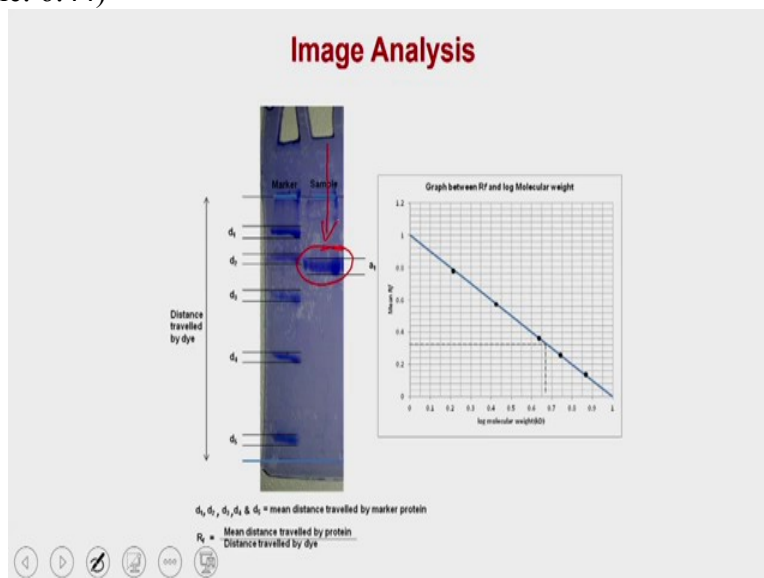 Image Analysis
Marker Sample
d₁
d₂
d₃
d₄
d₅
a₁
Distance
travelled
by dye
Graph between Rf and log Molecular weight
Mean Rf
1.2
1
0.8
0.6
0.4
0.2
0
0 0.1 0.2 0.3 0.4 0.5 0.6 0.7 0.8 0.9 1
log molecular weight(kD)
d₁, d₂ , d₃ ,d₄ & d₅ = mean distance travelled by marker protein
Rf = Mean distance travelled by protein
Distance travelled by dye